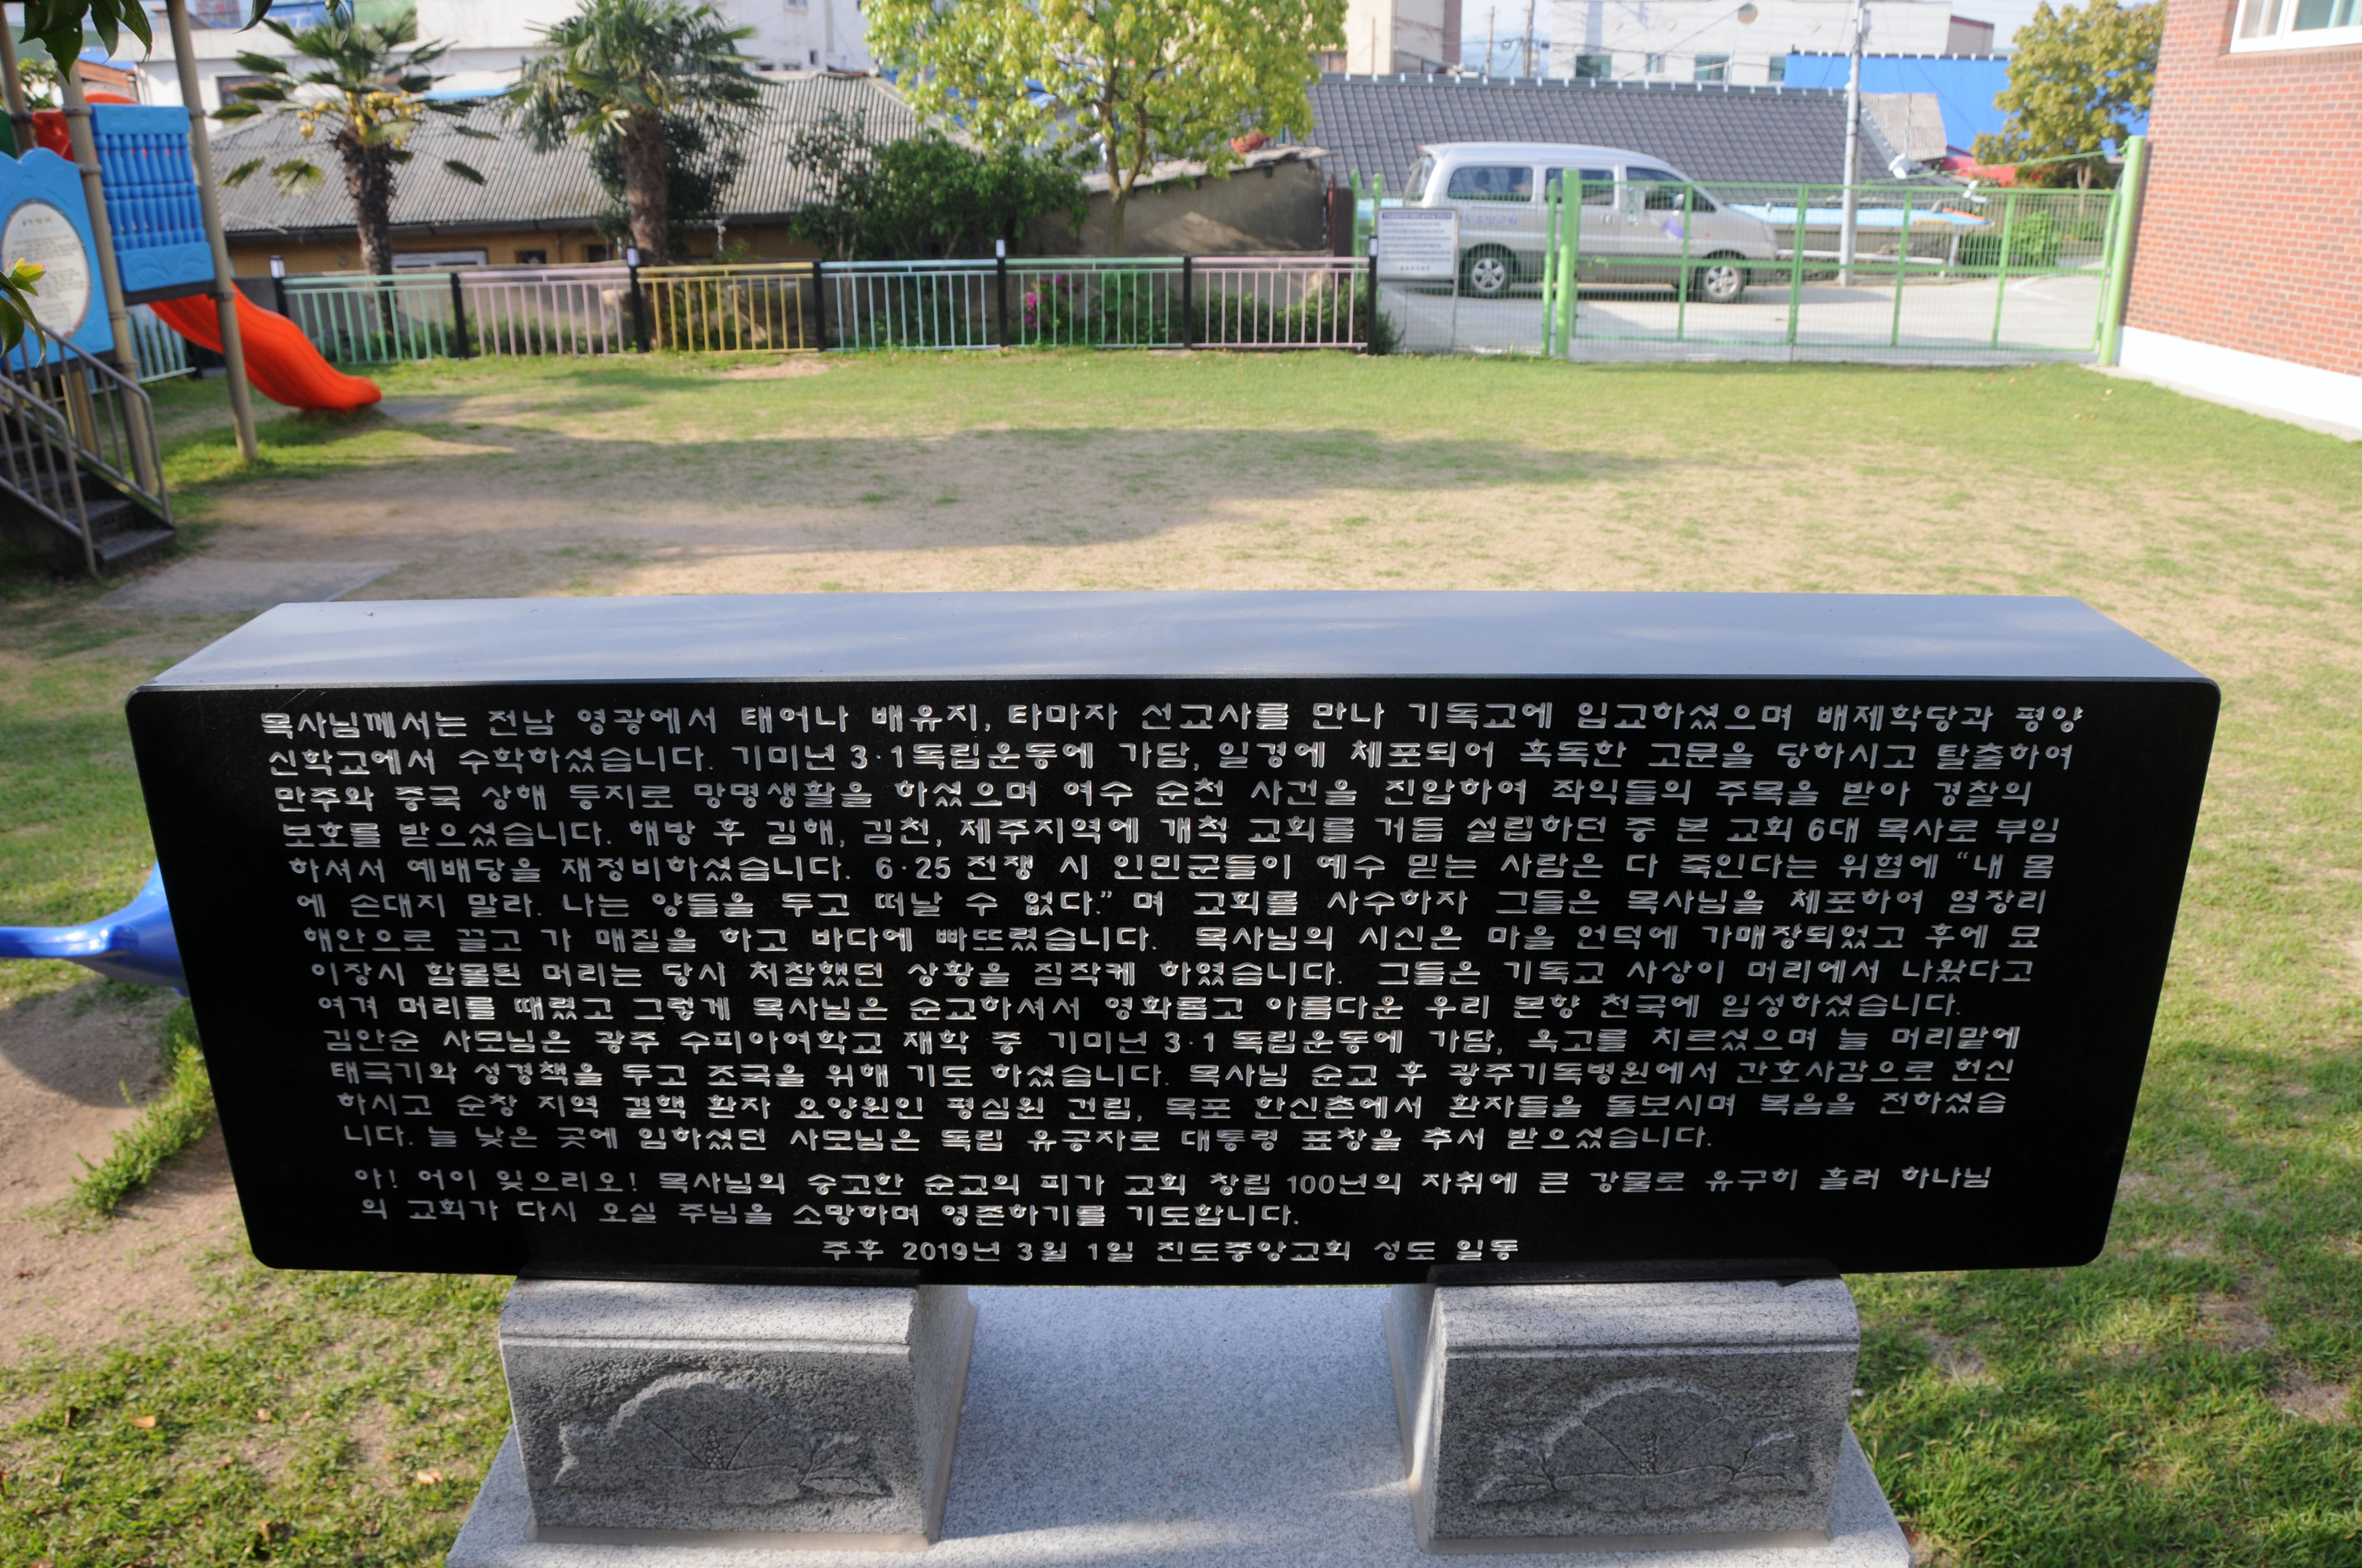 목사님께서는 전남 영광에서 태어나 배유지, 타마자 선교사를 만나 기독교에 입교하셨으며 배제학당과 평양
신학교에서 수학하셨습니다. 기미년 3·1독립운동에 가담, 일경에 체포되어 혹독한 고문을 당하시고 탈출하여
만주와 중국 상해 등지로 망명생활을 하셨으며 여수 순천 사건을 진압하여 좌익들의 주목을 받아 경찰의
보호를 받으셨습니다. 해방 후 김해, 김천, 제주지역에 개척 교회를 거듭 설립하던 중 본 교회 6대 목사로 부임
하셔서 예배당을 재정비하셨습니다. 6·25 전쟁 시 인민군들이 예수 믿는 사람은 다 죽인다는 위협에 “내 몸
에 손대지 말라. 나는 양들을 두고 떠날 수 없다.” 며 교회를 사수하자 그들은 목사님을 체포하여 염장리
해안으로 끌고 가 매질을 하고 바다에 빠뜨렸습니다. 목사님의 시신은 마을 언덕에 가매장되었고 후에 묘
이장시 함몰된 머리는 당시 처참했던 상황을 짐작케 하였습니다. 그들은 기독교 사상이 머리에서 나왔다고
여겨 머리를 때렸고 그렇게 목사님은 순교하셔서 영화롭고 아름다운 우리 본향 천국에 입성하셨습니다.
김안순 사모님은 광주 수피아여학교 재학 중 기미년 3·1 독립운동에 가담, 옥고를 치르셨으며 늘 머리맡에
태극기와 성경책을 두고 조국을 위해 기도 하셨습니다. 목사님 순교 후 광주기독병원에서 간호사감으로 헌신
하시고 순창 지역 결핵 환자 요양원인 평심원 건립, 목포 한신촌에서 환자들을 돌보시며 복음을 전하셨습
니다. 늘 낮은 곳에 임하셨던 사모님은 독립 유공자로 대통령 표창을 추서 받으셨습니다.
아! 어이 잊으리오! 목사님의 숭고한 순교의 피가 교회 창립 100년의 자취에 큰 강물로 유구히 흘러 하나님
의 교회가 다시 오실 주님을 소망하며 영존하기를 기도합니다.
주후 2019년 3월 1일 진도중앙교회 성도 일동